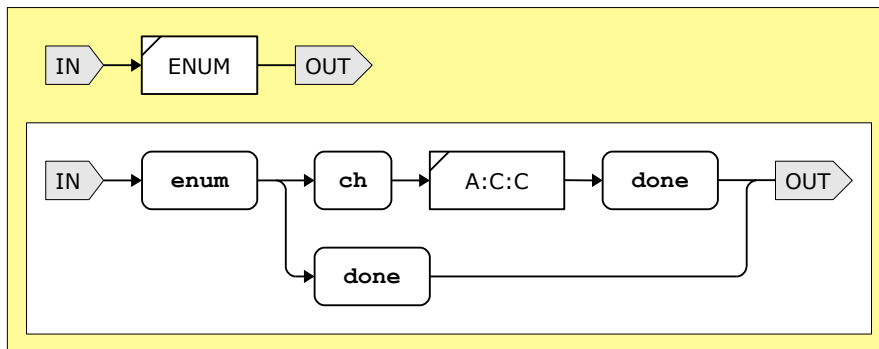 IN ENUM OUT
IN enum ch A:C:C done OUT
done